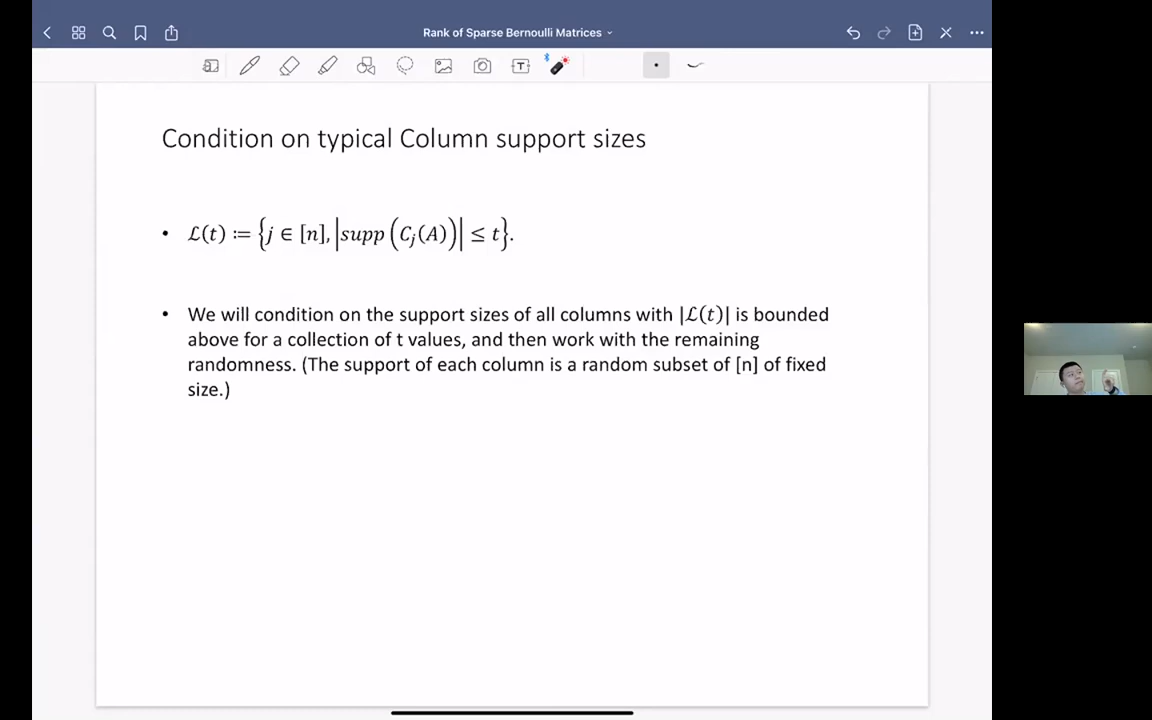 Rank of Sparse Bernoulli Matrices
T
Condition on typical Column support sizes
• ℒ(t) ≔ {j ∈ [n], |supp (C_j(A))| ≤ t}.
• We will condition on the support sizes of all columns with |ℒ(t)| is bounded
above for a collection of t values, and then work with the remaining
randomness. (The support of each column is a random subset of [n] of fixed
size.)